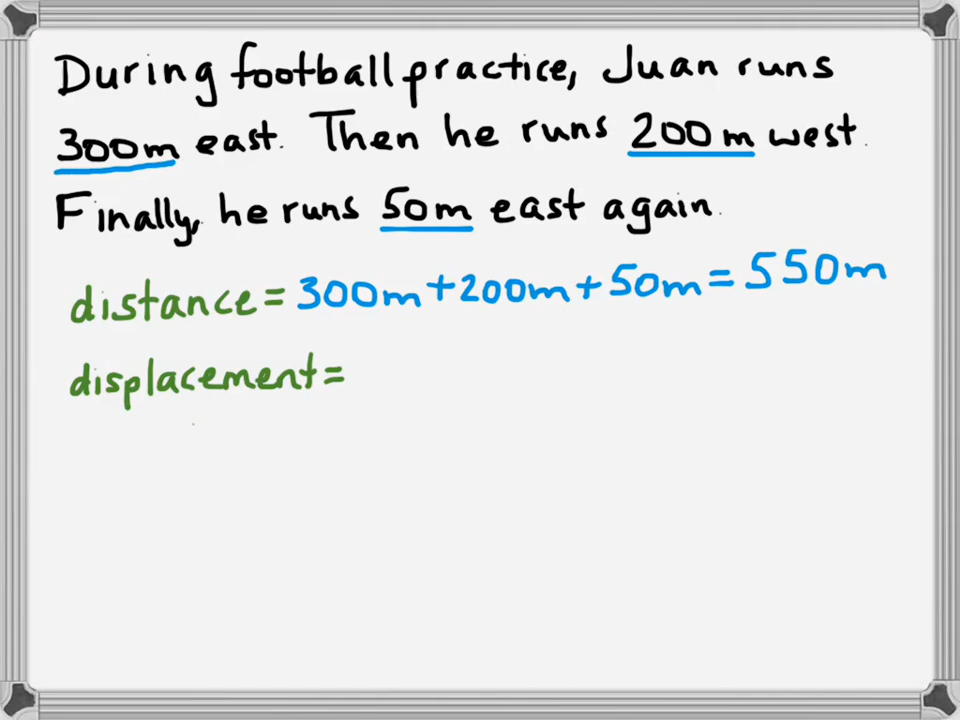 During football practice, Juan runs
300m east. Then he runs 200m west.
Finally, he runs 50m east again.
distance = 300m + 200m + 50m = 550m
displacement =